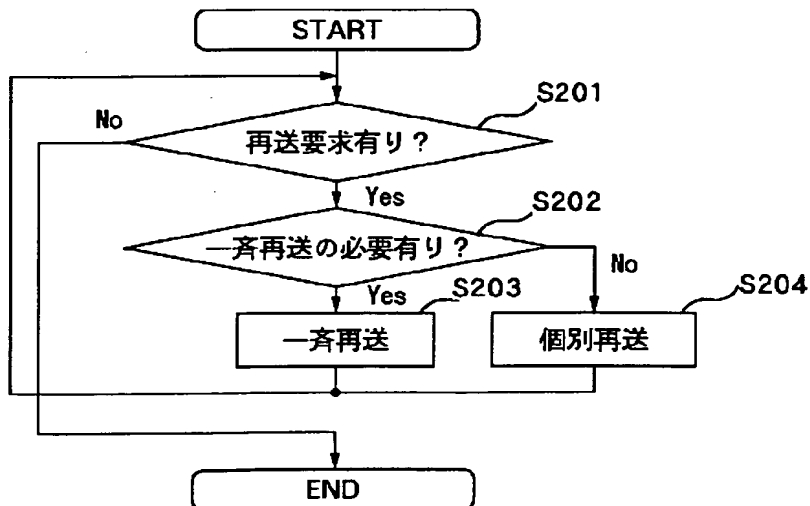 START
S201
No
再送要求有り？
Yes
S202
一斉再送の必要有り？
No
Yes
S203
S204
一斉再送
個別再送
END